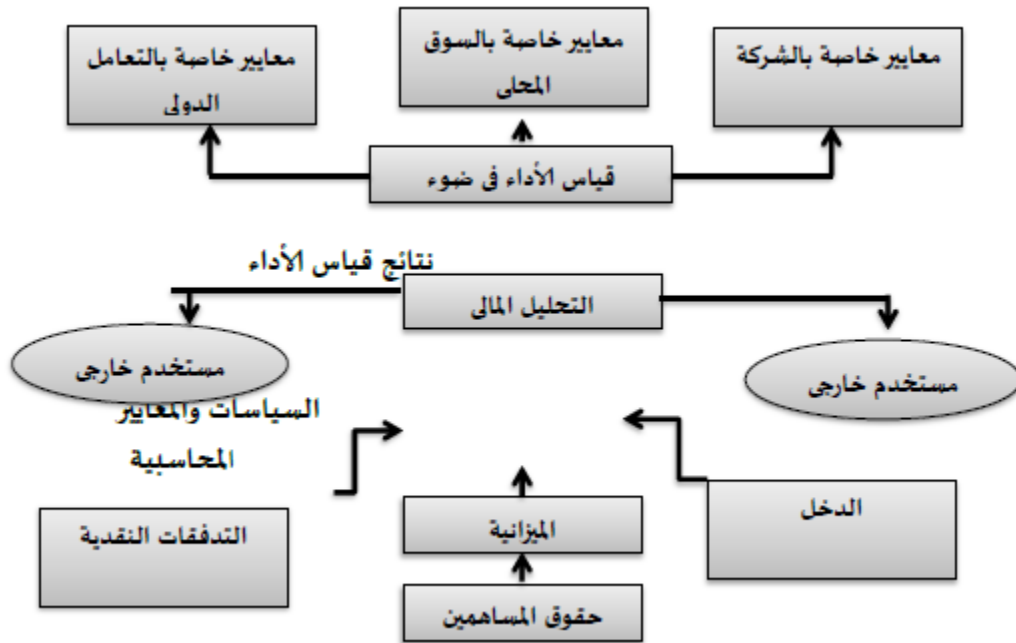 معايير خاصة بالشركة
معايير خاصة بالسوق
المحلى
معايير خاصة بالتعامل
الدولى
قياس الأداء فى ضوء
نتائج قياس الأداء
التحليل المالى
مستخدم خارجى
مستخدم خارجى
السياسات والمعايير
المحاسبية
الدخل
الميزانية
التدفقات النقدية
حقوق المساهمين